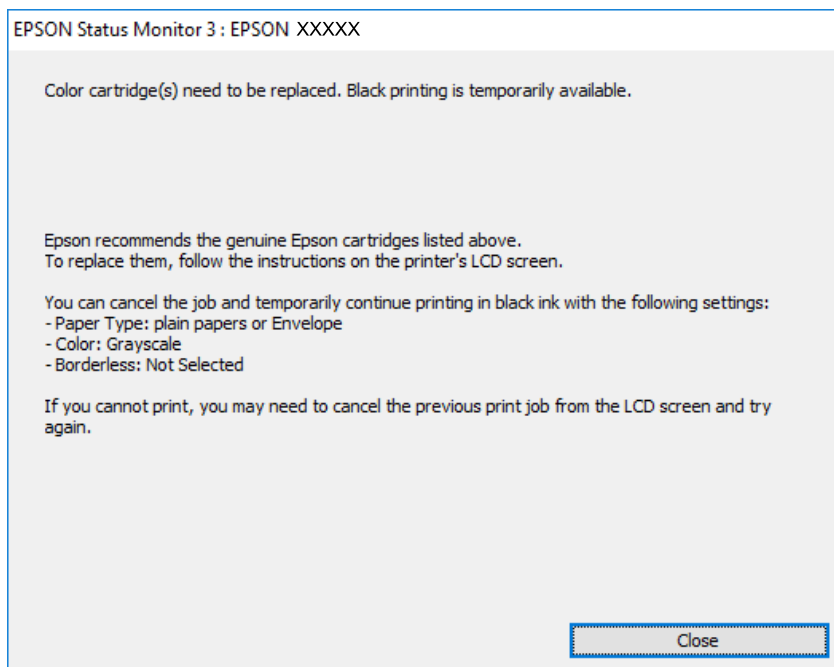 EPSON Status Monitor 3 : EPSON XXXXX
Color cartridge(s) need to be replaced. Black printing is temporarily available.
Epson recommends the genuine Epson cartridges listed above.
To replace them, follow the instructions on the printer's LCD screen.
You can cancel the job and temporarily continue printing in black ink with the following settings:
- Paper Type: plain papers or Envelope
- Color: Grayscale
- Borderless: Not Selected
If you cannot print, you may need to cancel the previous print job from the LCD screen and try
again.
Close